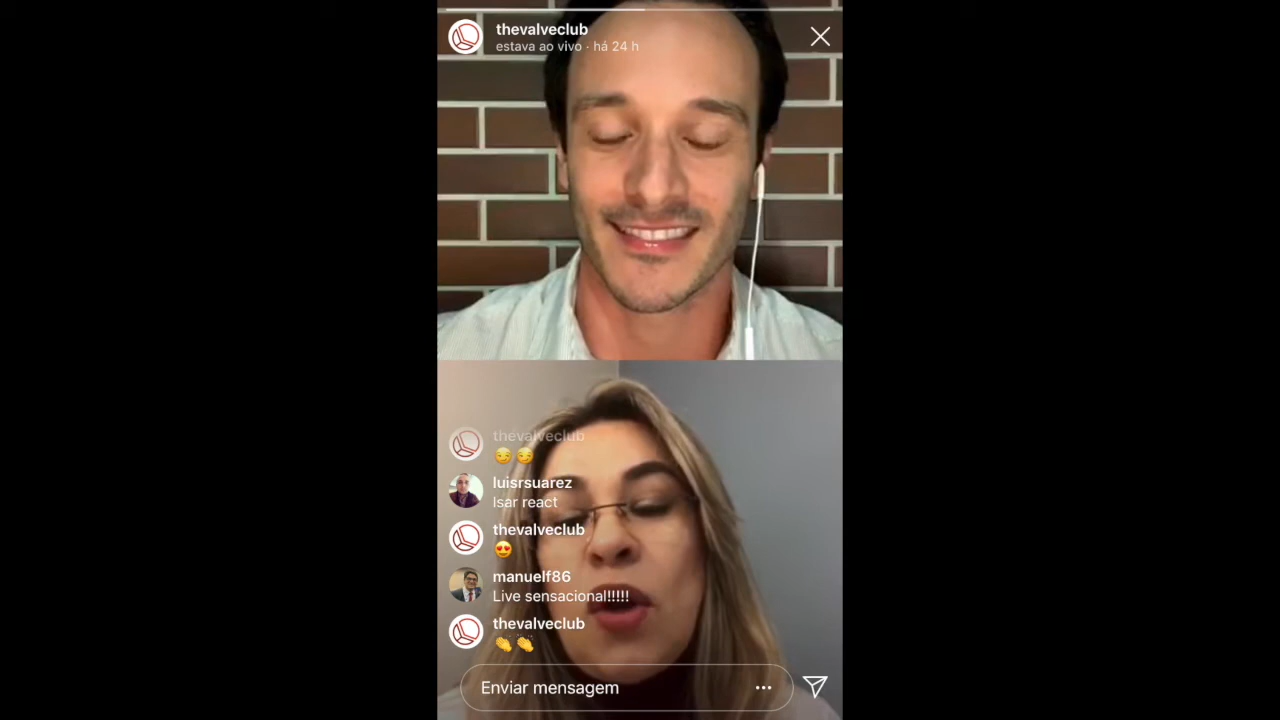 thevalveclub
estava ao vivo · há 24 h
thevalveclub
😏 😏
luisrsuarez
Isar react
thevalveclub
😍
manuelf86
Live sensacional!!!!!
thevalveclub
👏 👏
Enviar mensagem